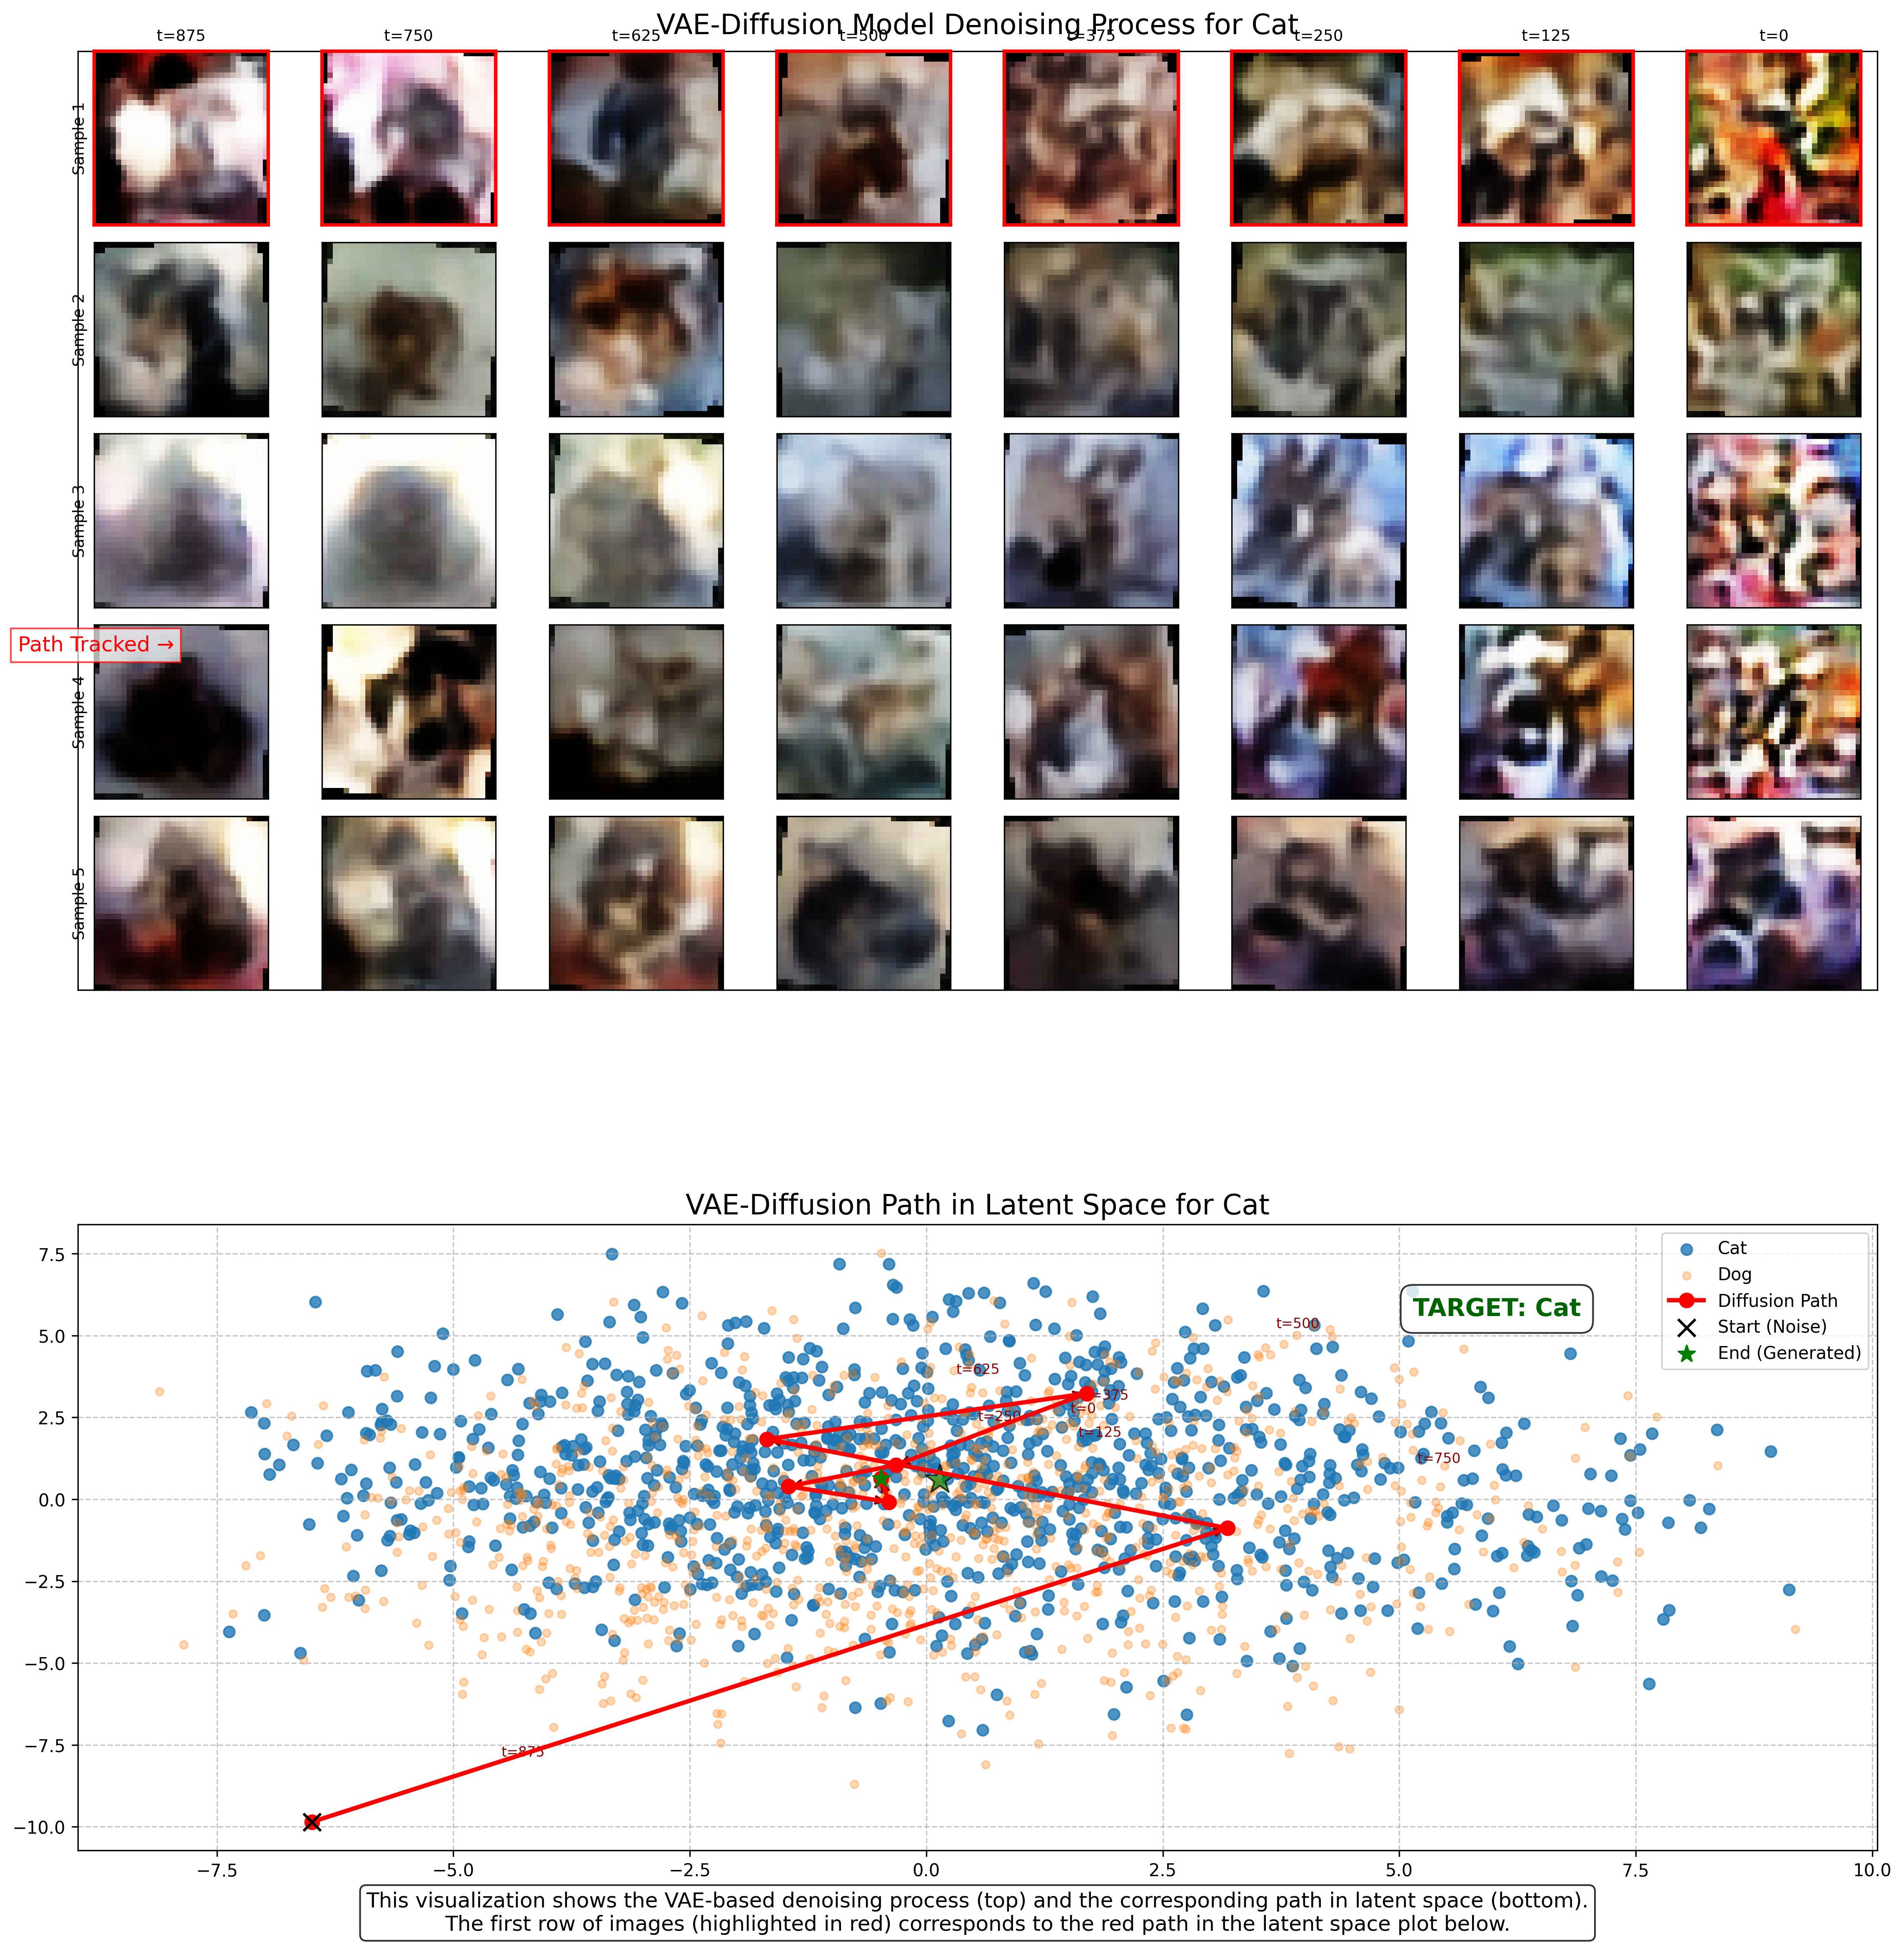 VAE-Diffusion Model Denoising Process for Cat
t=875 t=750 t=625 t=500 t=375 t=250 t=125 t=0
Sample 1
Sample 2
Sample 3
Path Tracked →
Sample 4
Sample 5
VAE-Diffusion Path in Latent Space for Cat
7.5
5.0
2.5
0.0
−2.5
−5.0
−7.5
−10.0
Cat
Dog
Diffusion Path
Start (Noise)
End (Generated)
TARGET: Cat
t=500
t=625
t=375
t=0
t=250
t=125
t=750
t=875
−7.5 −5.0 −2.5 0.0 2.5 5.0 7.5 10.0
This visualization shows the VAE-based denoising process (top) and the corresponding path in latent space (bottom).
The first row of images (highlighted in red) corresponds to the red path in the latent space plot below.